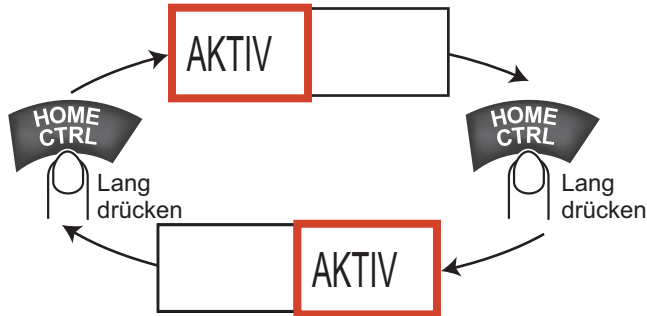 AKTIV
HOME
CTRL
Lang
drücken
HOME
CTRL
Lang
drücken
AKTIV